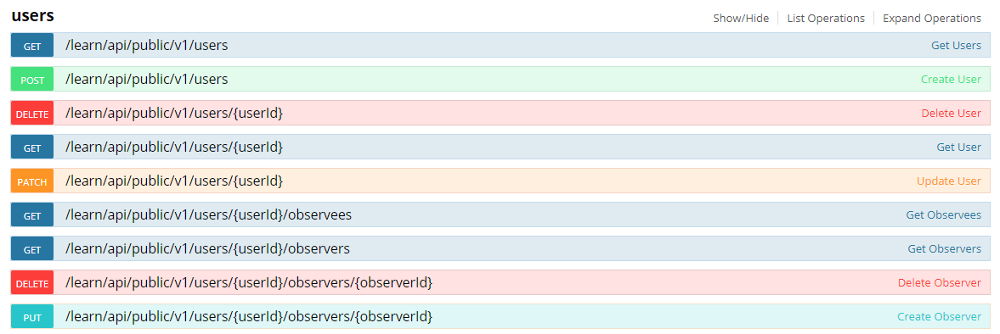 users Show/Hide List Operations Expand Operations
GET /learn/api/public/v1/users Get Users
POST /learn/api/public/v1/users Create User
DELETE /learn/api/public/v1/users/{userId} Delete User
GET /learn/api/public/v1/users/{userId} Get User
PATCH /learn/api/public/v1/users/{userId} Update User
GET /learn/api/public/v1/users/{userId}/observees Get Observees
GET /learn/api/public/v1/users/{userId}/observers Get Observers
DELETE /learn/api/public/v1/users/{userId}/observers/{observerId} Delete Observer
PUT /learn/api/public/v1/users/{userId}/observers/{observerId} Create Observer